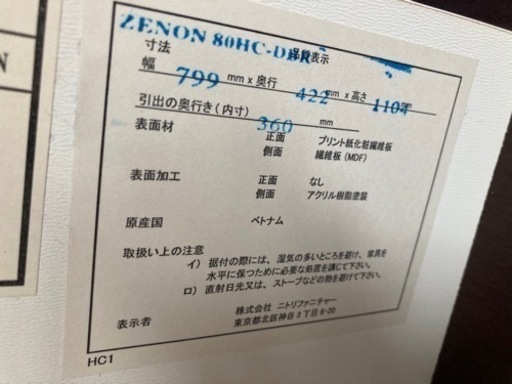 ZENON 80HC-DBR
品質表示
寸法
幅 799 mm x 奥行 422 mm x 高さ 1104
引出の奥行き(内寸) 360 mm
表面材 正面 プリント紙化粧繊維板
側面 繊維板(MDF)
表面加工 正面 なし
側面 アクリル樹脂塗装
原産国 ベトナム
取扱い上の注意
イ) 据付の際には、湿気の多いところを避け、家具を
水平に保つために必要な処置を講じて下さい。
ロ) 直射日光又は、ストーブなどの熱を避けて下さい。
表示者 株式会社 ニトリファニチャー
東京都北区神谷3丁目6-20
HC1
N